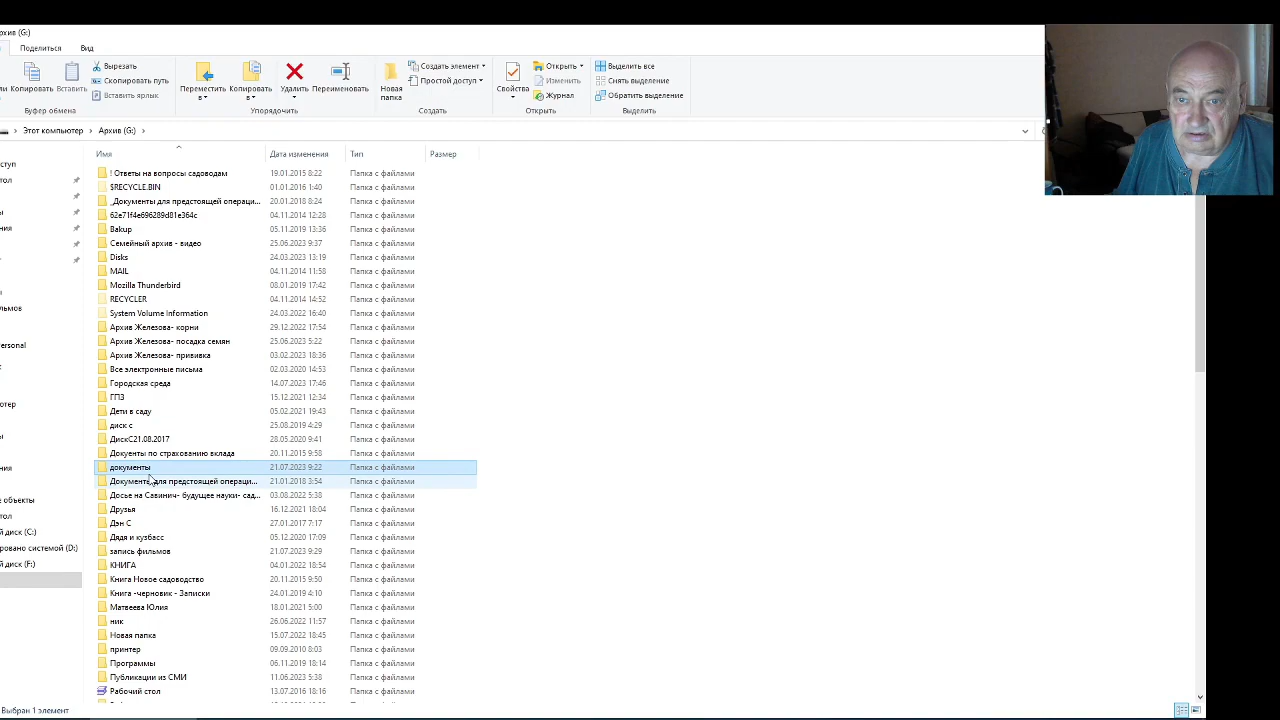 Архив (G:)
Поделиться Вид
Вырезать
Скопировать путь
Вставить ярлык
Копировать Вставить
Буфер обмена
Переместить в
Копировать в
Удалить
Переименовать
Упорядочить
Новая папка
Создать элемент
Простой доступ
Создать
Свойства
Открыть
Изменить
Журнал
Открыть
Выделить все
Снять выделение
Обратить выделение
Выделить
Этот компьютер Архив (G:)
Имя Дата изменения Тип Размер
! Ответы на вопросы садоводам 19.01.2015 8:22 Папка с файлами
$RECYCLE.BIN 01.01.2016 1:40 Папка с файлами
_Документы для предстоящей операци... 20.01.2018 8:24 Папка с файлами
62e71f4e696289d81e364c 04.11.2014 12:28 Папка с файлами
Bakup 05.11.2019 13:36 Папка с файлами
Cемейный архив - видео 25.06.2023 9:37 Папка с файлами
Disks 24.03.2023 13:19 Папка с файлами
MAIL 04.11.2014 11:58 Папка с файлами
Mozilla Thunderbird 08.01.2019 17:42 Папка с файлами
RECYCLER 04.11.2014 14:52 Папка с файлами
System Volume Information 24.03.2022 16:40 Папка с файлами
Архив Железова- корни 29.12.2022 17:54 Папка с файлами
Архив Железова- посадка семян 25.06.2023 5:22 Папка с файлами
Архив Железова- прививка 03.02.2023 18:36 Папка с файлами
Все электронные письма 02.03.2020 14:53 Папка с файлами
Городская среда 14.07.2023 17:46 Папка с файлами
ГПЗ 15.12.2021 12:34 Папка с файлами
Дети в саду 05.02.2021 19:43 Папка с файлами
диск с 25.08.2019 4:29 Папка с файлами
ДискС21.08.2017 28.05.2020 9:41 Папка с файлами
Докуенты по страхованию вклада 20.11.2015 9:58 Папка с файлами
документы 21.07.2023 9:22 Папка с файлами
Документы для предстоящей операци... 21.01.2018 3:54 Папка с файлами
Досье на Савинич- будущее науки- сад... 03.08.2022 5:38 Папка с файлами
Друзья 16.12.2021 18:04 Папка с файлами
Дэн С 27.01.2017 7:17 Папка с файлами
Дядя и кузбасс 05.12.2020 17:09 Папка с файлами
запись фильмов 21.07.2023 9:29 Папка с файлами
КНИГА 04.01.2022 18:54 Папка с файлами
Книга Новое садоводство 20.11.2015 9:50 Папка с файлами
Книга -черновик - Записки 24.01.2019 4:10 Папка с файлами
Матвеева Юлия 18.01.2021 5:00 Папка с файлами
ник 26.06.2022 11:57 Папка с файлами
Новая папка 15.07.2022 18:45 Папка с файлами
принтер 09.09.2010 8:03 Папка с файлами
Программы 06.11.2019 18:14 Папка с файлами
Публикации из СМИ 11.06.2023 5:38 Папка с файлами
Рабочий стол 13.07.2016 18:16 Папка с файлами
ступ
тол
ы
ния
ы
льмов
ersonal
ютер
ы
ния
е объекты
тол
й диск (C:)
ировано системой (D:)
й диск (F:)
Выбран 1 элемент